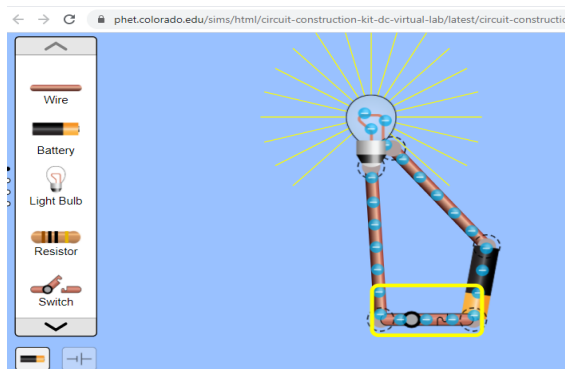 phet.colorado.edu/sims/html/circuit-construction-kit-dc-virtual-lab/latest/circuit-constructio
Wire
Battery
Light Bulb
Resistor
Switch